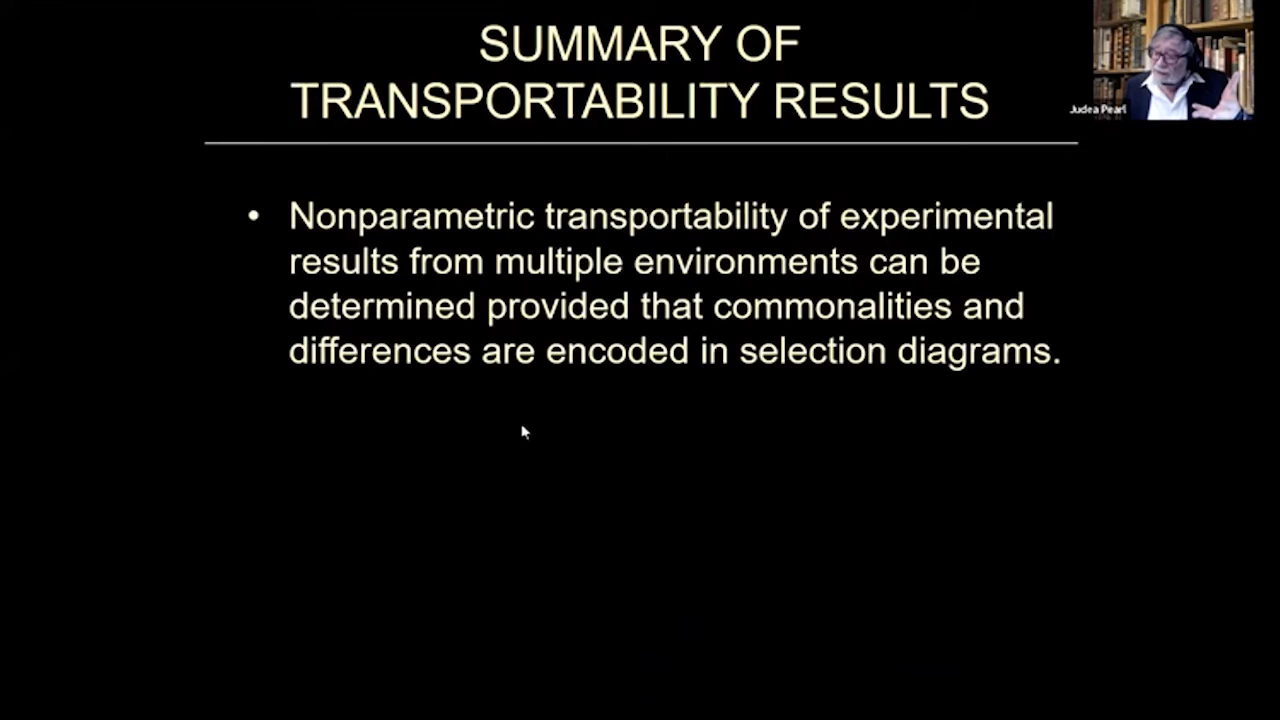 SUMMARY OF
TRANSPORTABILITY RESULTS
Judea Pearl
• Nonparametric transportability of experimental
results from multiple environments can be
determined provided that commonalities and
differences are encoded in selection diagrams.